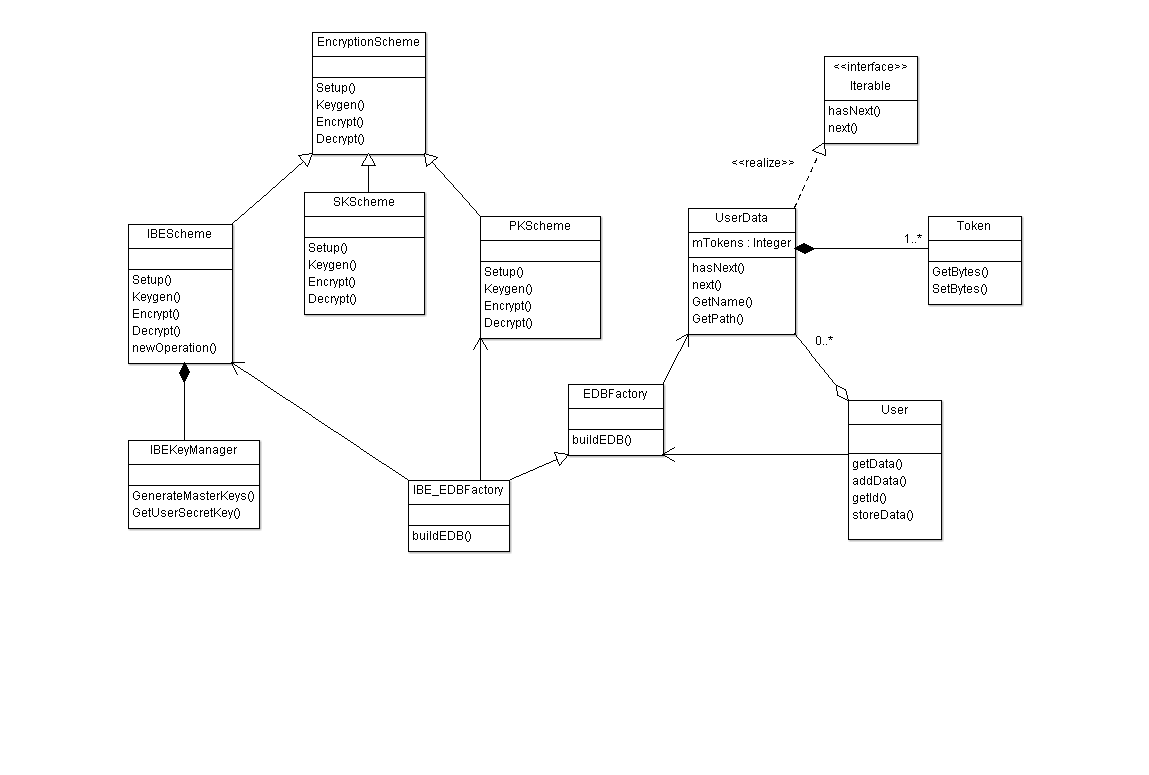 EncryptionScheme
Setup()
Keygen()
Encrypt()
Decrypt()
<<interface>>
Iterable
hasNext()
next()
<<realize>>
SKScheme
Setup()
Keygen()
Encrypt()
Decrypt()
IBEScheme
Setup()
Keygen()
Encrypt()
Decrypt()
newOperation()
PKScheme
Setup()
Keygen()
Encrypt()
Decrypt()
UserData
mTokens : Integer
hasNext()
next()
GetName()
GetPath()
1..*
Token
GetBytes()
SetBytes()
0..*
EDBFactory
buildEDB()
User
getData()
addData()
getId()
storeData()
IBEKeyManager
GenerateMasterKeys()
GetUserSecretKey()
IBE_EDBFactory
buildEDB()